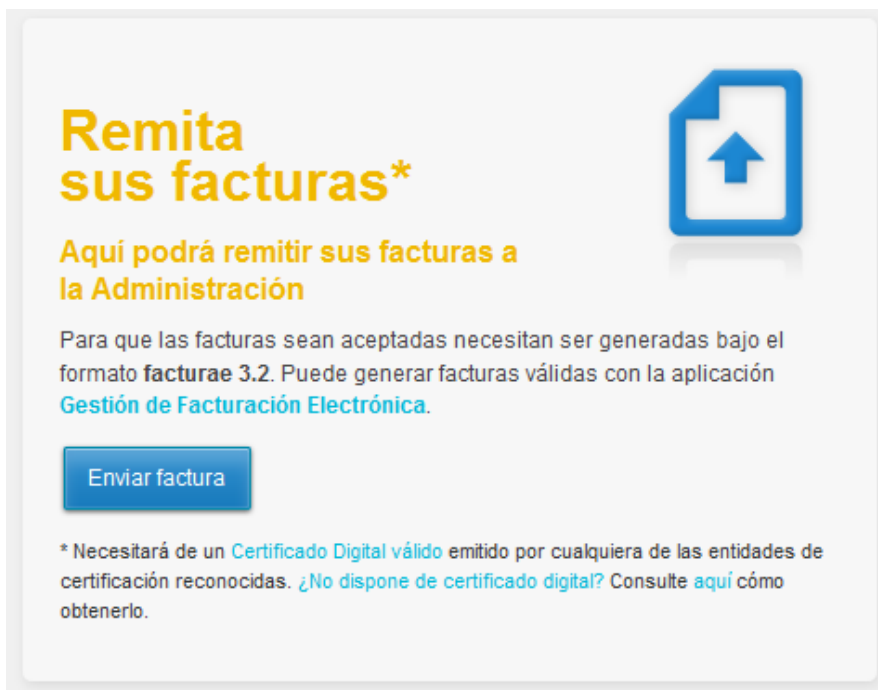 Remita
sus facturas*
Aquí podrá remitir sus facturas a
la Administración
Para que las facturas sean aceptadas necesitan ser generadas bajo el
formato facturae 3.2. Puede generar facturas válidas con la aplicación
Gestión de Facturación Electrónica.
Enviar factura
* Necesitará de un Certificado Digital válido emitido por cualquiera de las entidades de
certificación reconocidas. ¿No dispone de certificado digital? Consulte aquí cómo
obtenerlo.